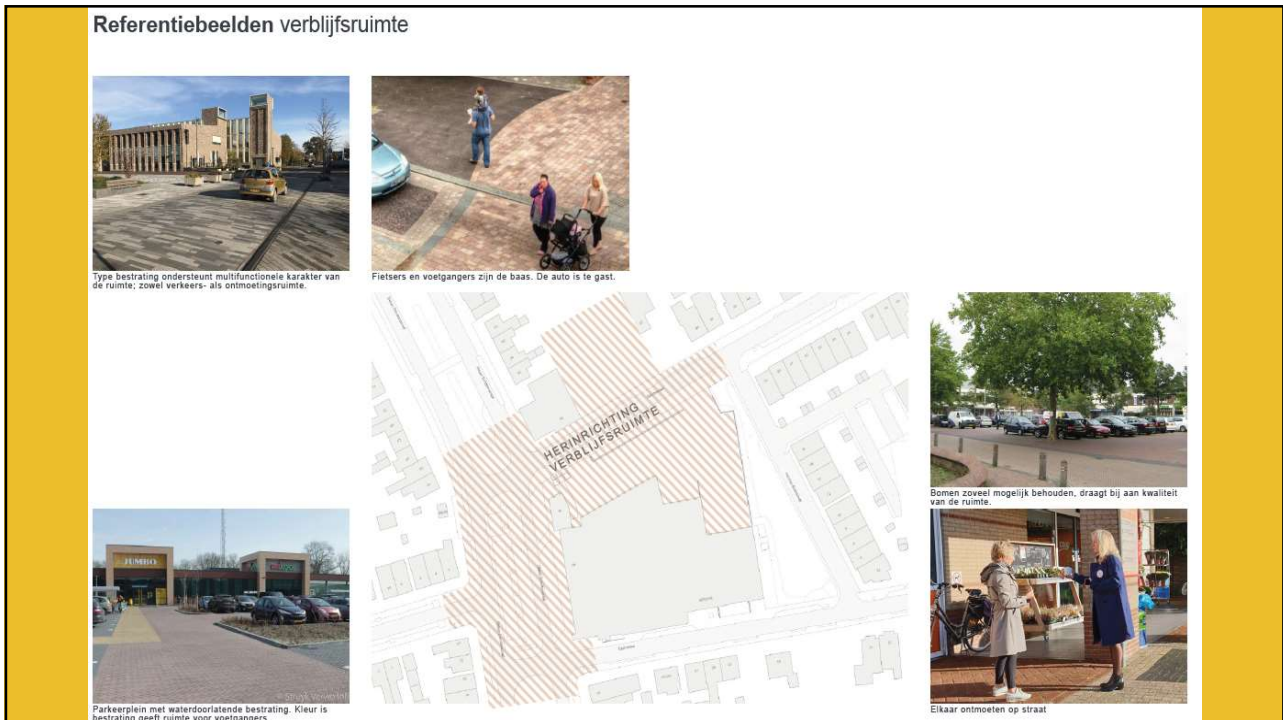 Referentiebeelden verblijfsruimte
Type bestrating ondersteunt multifunctionele karakter van
de ruimte; zowel verkeers- als ontmoetingsruimte.
Fietsers en voetgangers zijn de baas. De auto is te gast.
HERINRICHTING
VERBLIJFSRUIMTE
Bomen zoveel mogelijk behouden, draagt bij aan kwaliteit
van de ruimte.
JUMBO
© Struyk Verwo
Parkeerplein met waterdoorlatende bestrating. Kleur is
bestrating geeft ruimte voor voetgangers
Elkaar ontmoeten op straat